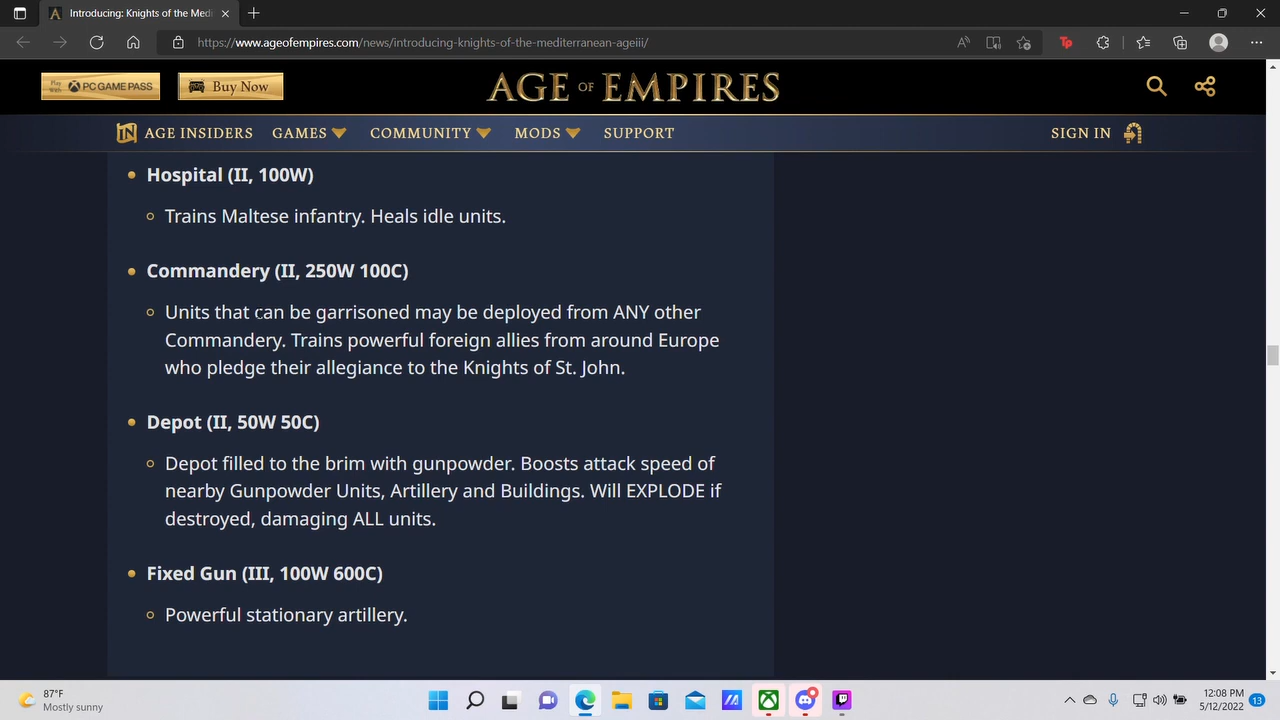 Introducing: Knights of the Medi
https://www.ageofempires.com/news/introducing-knights-of-the-mediterranean-ageiii/
PC GAME PASS
Buy Now
AGE OF EMPIRES
AGE INSIDERS
GAMES
COMMUNITY
MODS
SUPPORT
SIGN IN
Hospital (II, 100W)
Trains Maltese infantry. Heals idle units.
Commandery (II, 250W 100C)
Units that can be garrisoned may be deployed from ANY other
Commandery. Trains powerful foreign allies from around Europe
who pledge their allegiance to the Knights of St. John.
Depot (II, 50W 50C)
Depot filled to the brim with gunpowder. Boosts attack speed of
nearby Gunpowder Units, Artillery and Buildings. Will EXPLODE if
destroyed, damaging ALL units.
Fixed Gun (III, 100W 600C)
Powerful stationary artillery.
87°F
Mostly sunny
12:08 PM
5/12/2022
13